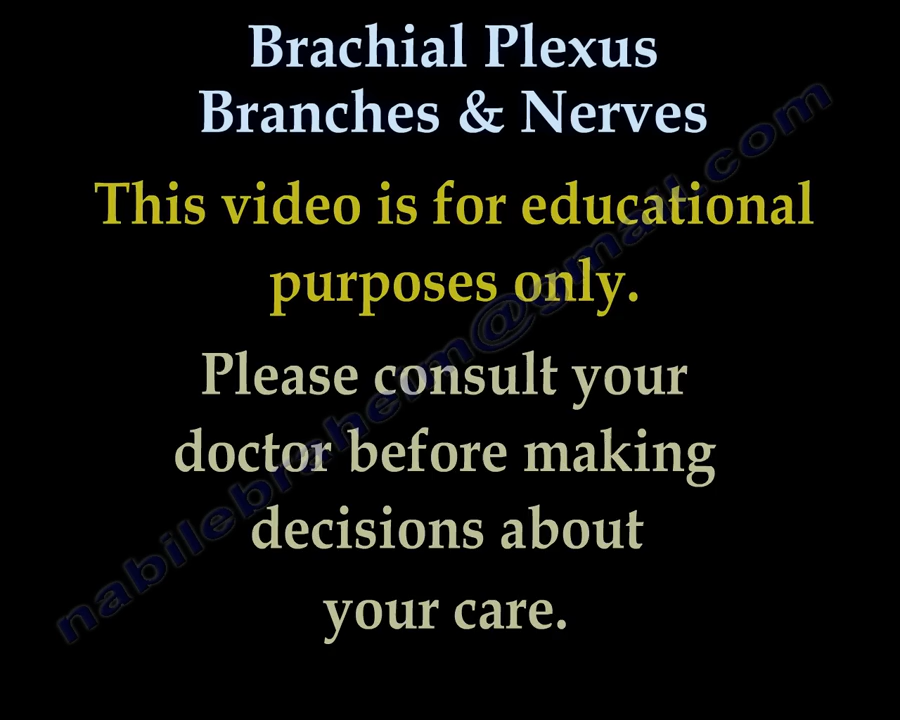 Brachial Plexus
Branches & Nerves
This video is for educational
purposes only.
Please consult your
doctor before making
decisions about
your care.
nabilebraheim@gmail.com